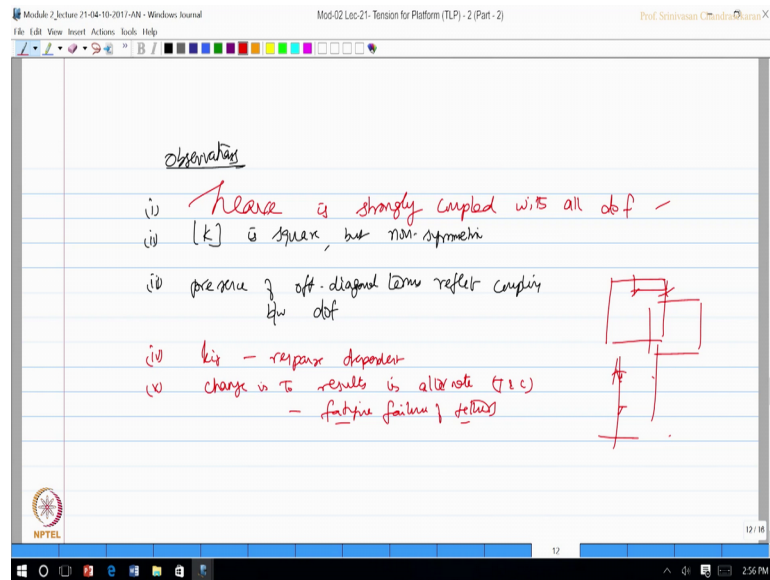 Module 2_lecture 21-04-10-2017-AN - Windows Journal
Mod-02 Lec-21- Tension for Platform (TLP) - 2 (Part - 2)
Prof. Srinivasan Chandrasekaran
File Edit View Insert Actions Tools Help
Observations
(i) heave is strongly coupled with all dof
(ii) [K] is square, but non-symmetric
(iii) presence of off-diagonal terms reflect coupling
b/w dof
(iv) kij - response dependent
(v) change in To results in alternate (T & C)
- fatigue failure of tethers
NPTEL
12/16
12
2:56 PM